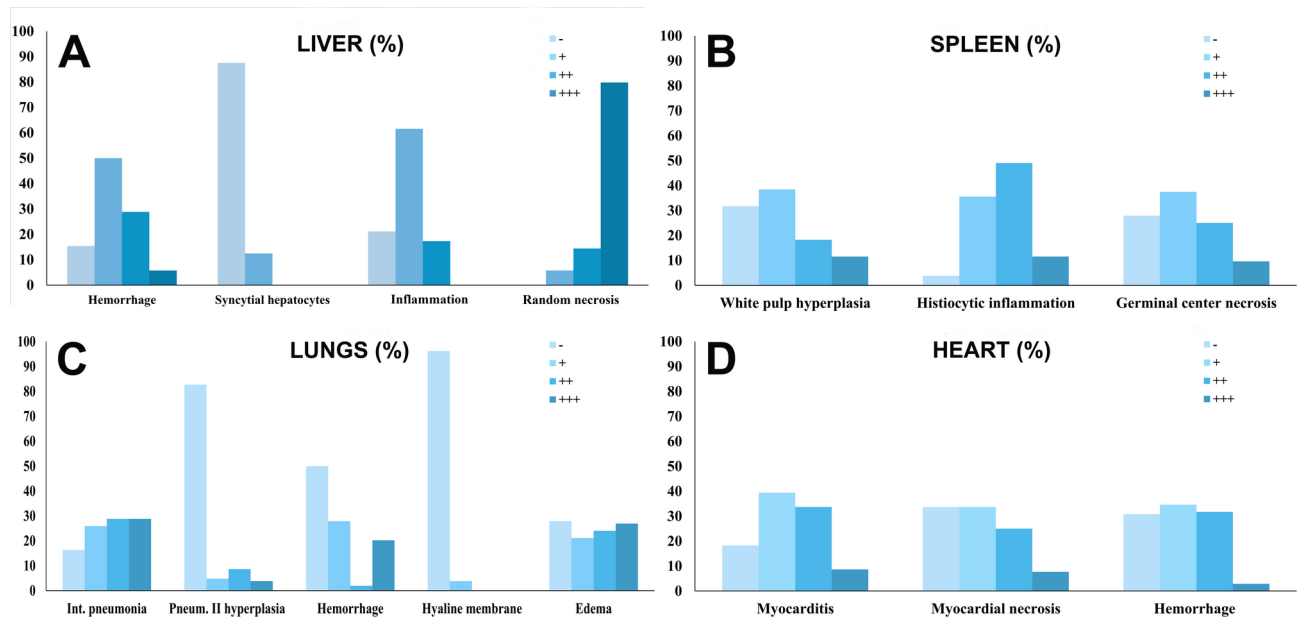 A
LIVER (%)
-
+
++
+++
100
90
80
70
60
50
40
30
20
10
0
Hemorrhage
Syncytial hepatocytes
Inflammation
Random necrosis
B
SPLEEN (%)
-
+
++
+++
100
90
80
70
60
50
40
30
20
10
0
White pulp hyperplasia
Histiocytic inflammation
Germinal center necrosis
C
LUNGS (%)
-
+
++
+++
100
90
80
70
60
50
40
30
20
10
0
Int. pneumonia
Pneum. II hyperplasia
Hemorrhage
Hyaline membrane
Edema
D
HEART (%)
-
+
++
+++
100
90
80
70
60
50
40
30
20
10
0
Myocarditis
Myocardial necrosis
Hemorrhage